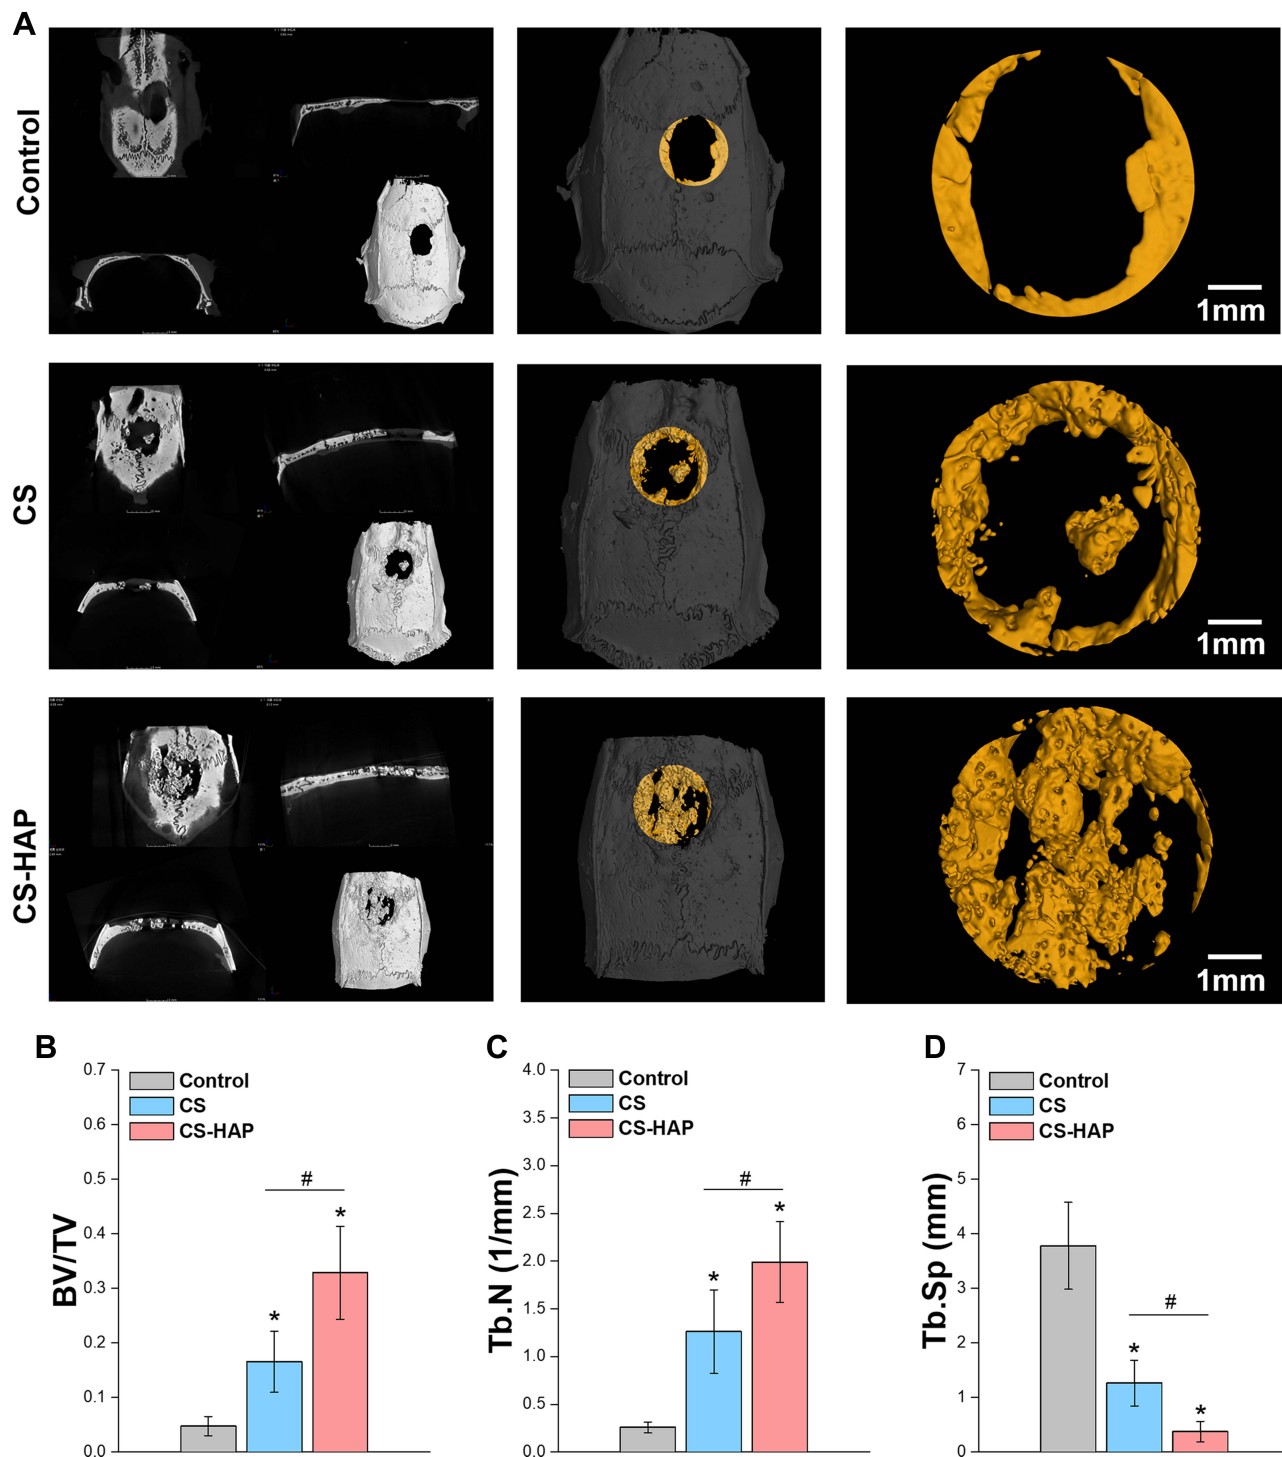 A
Control
1mm
CS
1mm
CS-HAP
1mm
B
0.7
0.6
0.5
0.4
0.3
0.2
0.1
0.0
BV/TV
Control
CS
CS-HAP
#
*
*
C
4.0
3.5
3.0
2.5
2.0
1.5
1.0
0.5
0.0
Tb.N (1/mm)
Control
CS
CS-HAP
#
*
*
D
7
6
5
4
3
2
1
0
Tb.Sp (mm)
Control
CS
CS-HAP
#
*
*